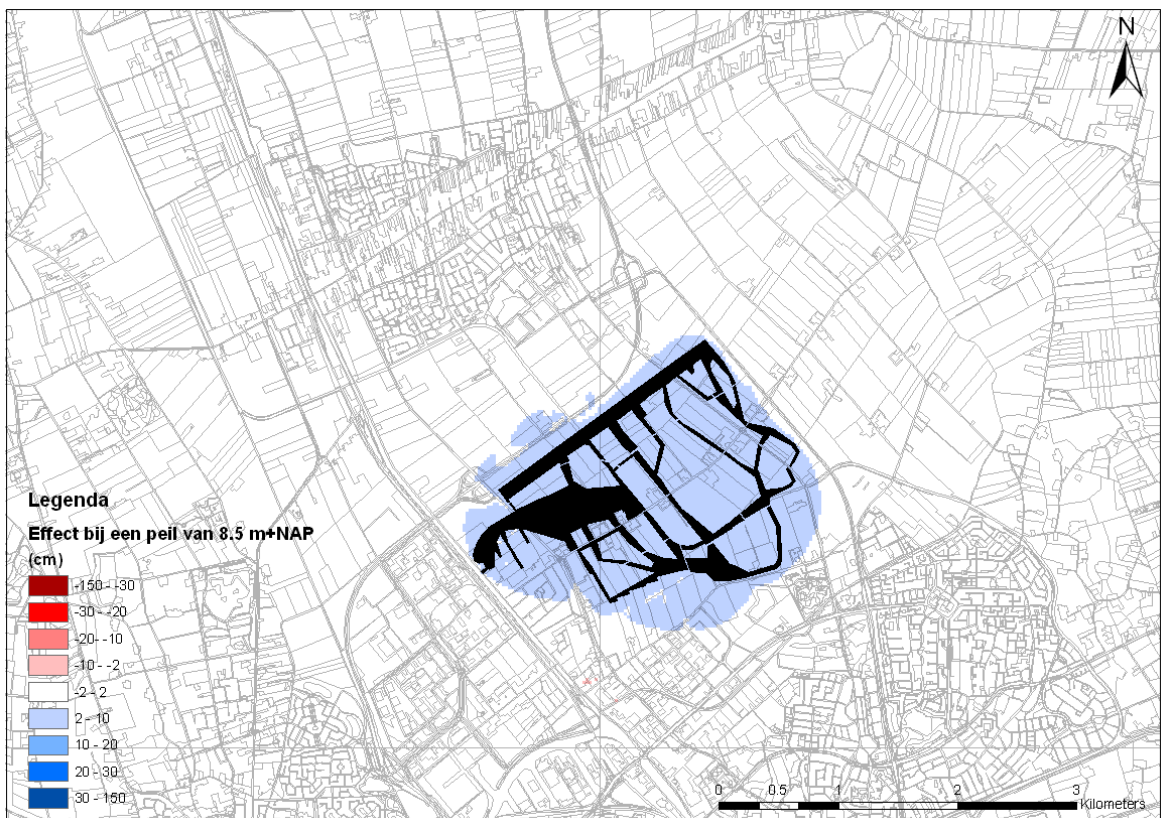 N
Legenda
Effect bij een peil van 8.5 m+NAP
(cm)
-150 - -30
-30 - -20
-20 - -10
-10 - -2
-2 - 2
2 - 10
10 - 20
20 - 30
30 - 150
0 0.5 1 2 3
Kilometers